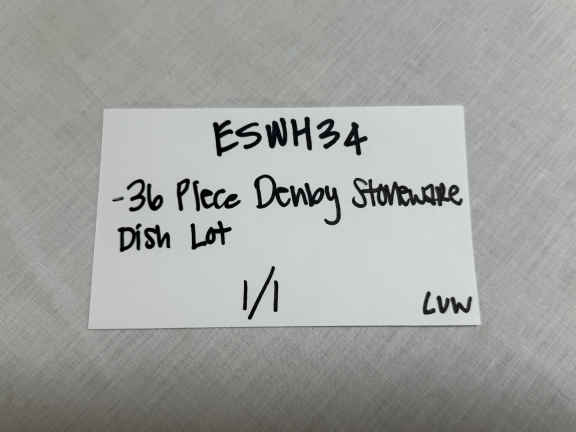 ESWH34
-36 Piece Denby Stoneware
Dish Lot
1/1
LVW